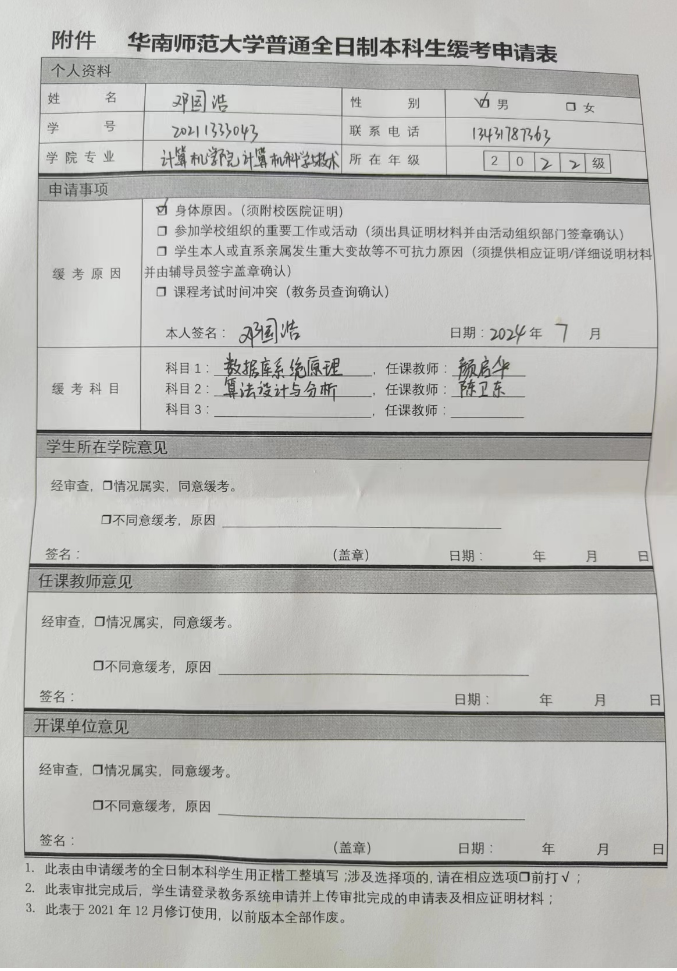 附件 华南师范大学普通全日制本科生缓考申请表
个人资料
姓名 邓国浩 性别 ☑男 □女
学号 20211333043 联系电话 13431787363
学院专业 计算机学院计算机科学与技术 所在年级 2022级
申请事项
缓考原因
☑ 身体原因。（须附校医院证明）
□ 参加学校组织的重要工作或活动（须出具证明材料并由活动组织部门签章确认）
□ 学生本人或直系亲属发生重大变故等不可抗力原因（须提供相应证明/详细说明材料
并由辅导员签字盖章确认）
□ 课程考试时间冲突（教务员查询确认）
本人签名：邓国浩 日期：2024年 7 月
缓考科目
科目1：数据库系统原理，任课教师：颜启华
科目2：算法设计与分析，任课教师：陈卫东
科目3：，任课教师：
学生所在学院意见
经审查，□情况属实，同意缓考。
□不同意缓考，原因
签名： （盖章） 日期： 年 月 日
任课教师意见
经审查，□情况属实，同意缓考。
□不同意缓考，原因
签名： 日期： 年 月 日
开课单位意见
经审查，□情况属实，同意缓考。
□不同意缓考，原因
签名： （盖章） 日期： 年 月 日
1. 此表由申请缓考的全日制本科学生用正楷工整填写；涉及选择项的，请在相应选项□前打√；
2. 此表审批完成后，学生请登录教务系统申请并上传审批完成的申请表及相应证明材料；
3. 此表于2021年12月修订使用，以前版本全部作废。